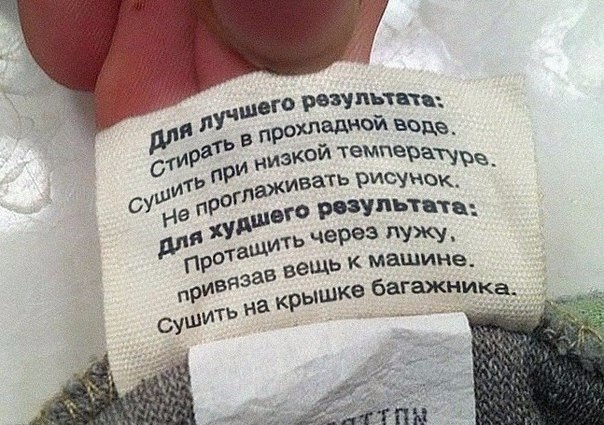 Для лучшего результата:
Стирать в прохладной воде.
Сушить при низкой температуре.
Не проглаживать рисунок.
Для худшего результата:
Протащить через лужу,
привязав вещь к машине.
Сушить на крышке багажника.